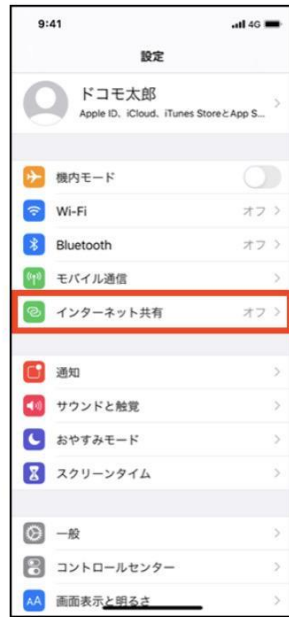 9:41
4G
設定
ドコモ太郎
Apple ID、iCloud、iTunes StoreとApp S...
機内モード
Wi-Fi オフ
Bluetooth オフ
モバイル通信
インターネット共有 オフ
通知
サウンドと触覚
おやすみモード
スクリーンタイム
一般
コントロールセンター
AA 画面表示と明るさ